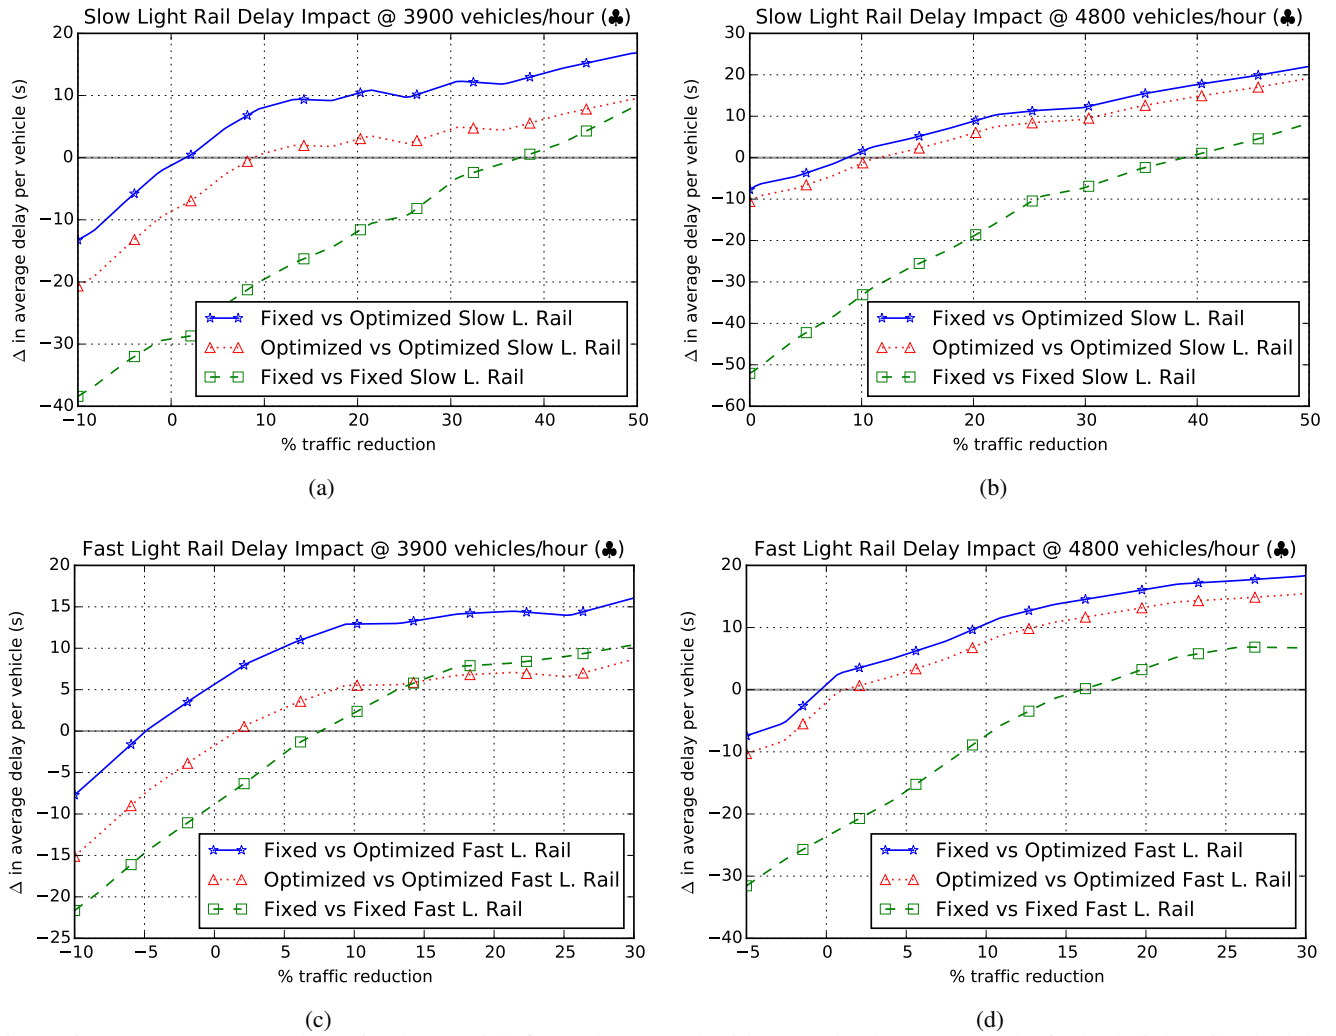 Slow Light Rail Delay Impact @ 3900 vehicles/hour (♣)
Δ in average delay per vehicle (s)
20
10
0
−10
−20
−30
−40
Fixed vs Optimized Slow L. Rail
Optimized vs Optimized Slow L. Rail
Fixed vs Fixed Slow L. Rail
−10 0 10 20 30 40 50
% traffic reduction
(a)
Slow Light Rail Delay Impact @ 4800 vehicles/hour (♣)
Δ in average delay per vehicle (s)
30
20
10
0
−10
−20
−30
−40
−50
−60
Fixed vs Optimized Slow L. Rail
Optimized vs Optimized Slow L. Rail
Fixed vs Fixed Slow L. Rail
0 10 20 30 40 50
% traffic reduction
(b)
Fast Light Rail Delay Impact @ 3900 vehicles/hour (♣)
Δ in average delay per vehicle (s)
20
15
10
5
0
−5
−10
−15
−20
−25
Fixed vs Optimized Fast L. Rail
Optimized vs Optimized Fast L. Rail
Fixed vs Fixed Fast L. Rail
−10 −5 0 5 10 15 20 25 30
% traffic reduction
(c)
Fast Light Rail Delay Impact @ 4800 vehicles/hour (♣)
Δ in average delay per vehicle (s)
20
10
0
−10
−20
−30
−40
Fixed vs Optimized Fast L. Rail
Optimized vs Optimized Fast L. Rail
Fixed vs Fixed Fast L. Rail
−5 0 5 10 15 20 25 30
% traffic reduction
(d)